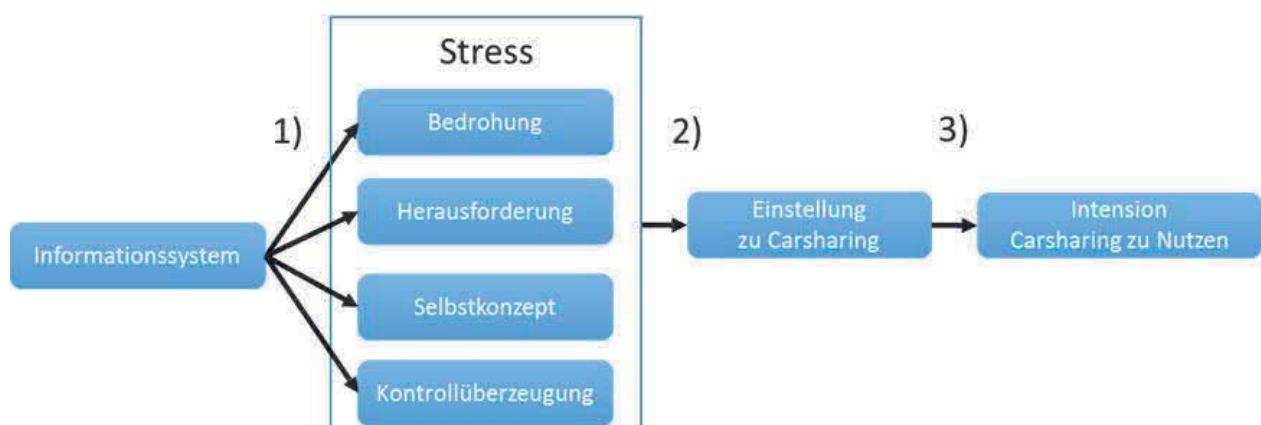 Stress
1)
Bedrohung
2)
3)
Herausforderung
Einstellung
zu Carsharing
Intension
Carsharing zu Nutzen
Informationssystem
Selbstkonzept
Kontrollüberzeugung